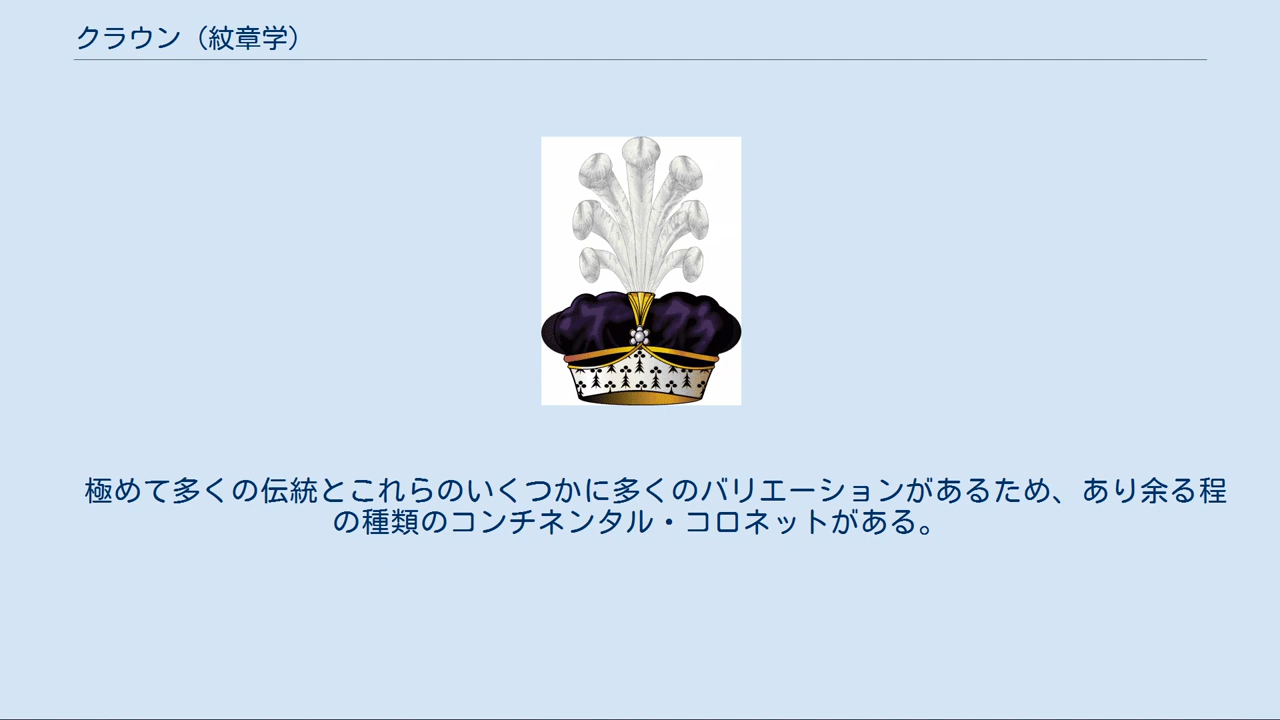 クラウン（紋章学）
極めて多くの伝統とこれらのいくつかに多くのバリエーションがあるため、あり余る程
の種類のコンチネンタル・コロネットがある。